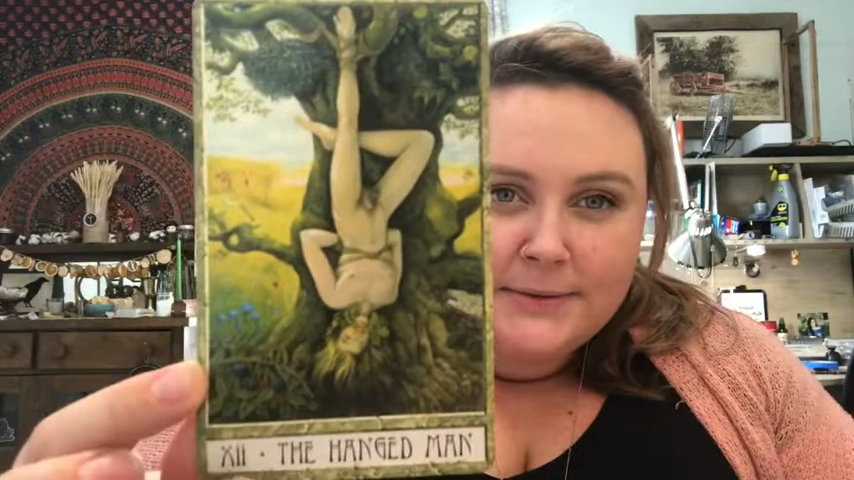 XII • THE HANGED MAN